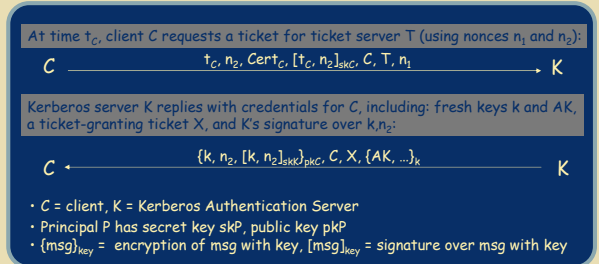 At time t_C, client C requests a ticket for ticket server T (using nonces n_1 and n_2):
t_C, n_2, Cert_C, [t_C, n_2]_skC, C, T, n_1
C K
Kerberos server K replies with credentials for C, including: fresh keys k and AK,
a ticket-granting ticket X, and K's signature over k,n_2:
{k, n_2, [k, n_2]_skK}_pkC, C, X, {AK, …}_k
C K
• C = client, K = Kerberos Authentication Server
• Principal P has secret key skP, public key pkP
• {msg}_key = encryption of msg with key, [msg]_key = signature over msg with key